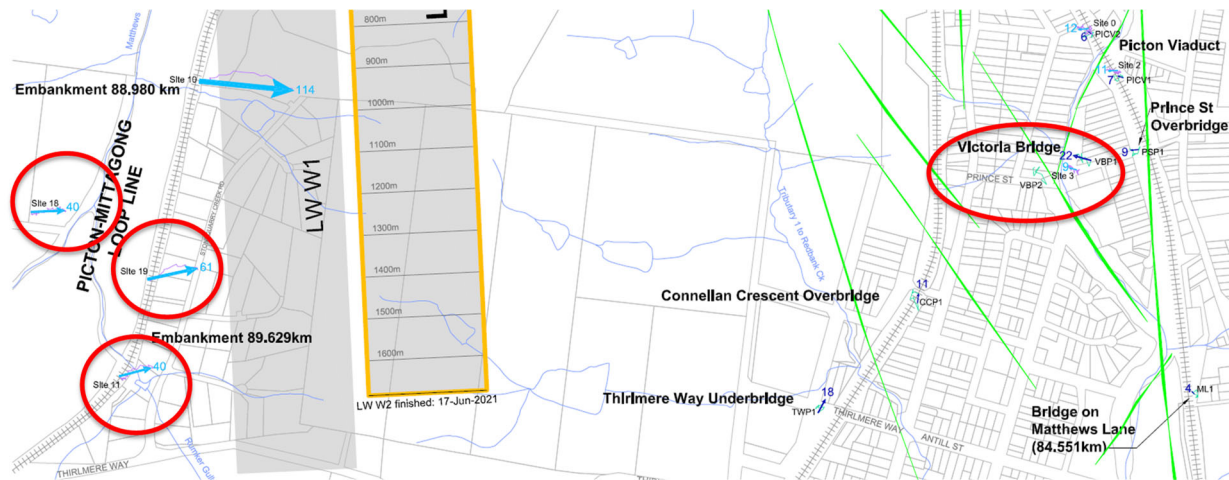 800m
900m
1000m
1100m
1200m
1300m
1400m
1500m
1600m
L
LW W2 finished: 17-Jun-2021
LW W1
Matthews
Site 10
114
Embankment 88.980 km
PICTON-MITTAGONG
LOOP LINE
Site 18
40
Site 19
61
Embankment 89.629km
Site 11
40
Rumker Gull
THIRLMERE WAY
Tributary 1 to Redbank Ck
Connellan Crescent Overbridge
11
CCP1
Thirlmere Way Underbridge
18
TWP1
THIRLMERE WAY
ANTILL ST
12
Site 0
6
PICV2
Picton Viaduct
11
Site 2
7
PICV1
Prince St
Overbridge
9
PSP1
Victoria Bridge
22
VBP1
9
Site 3
PRINCE ST
VBP2
4
ML1
Bridge on
Matthews Lane
(84.551km)